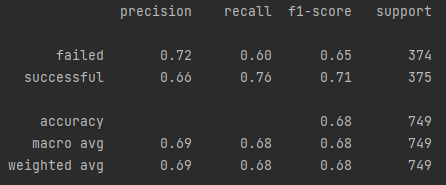 precision recall f1-score support
failed 0.72 0.60 0.65 374
successful 0.66 0.76 0.71 375
accuracy 0.68 749
macro avg 0.69 0.68 0.68 749
weighted avg 0.69 0.68 0.68 749